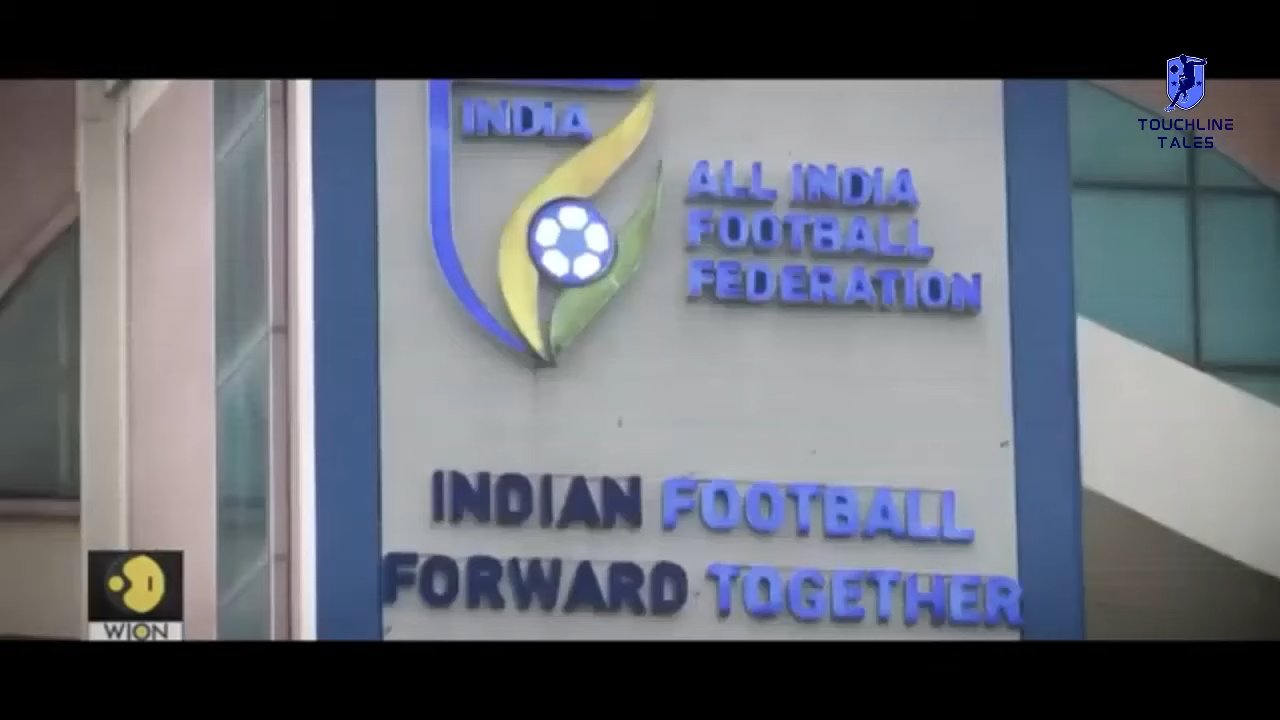 INDiA
ALL INDiA
FOOTBALL
FEDERATION
INDIAN FOOTBALL
FORWARD TOGETHER
TOUCHLINE
TALES
WION